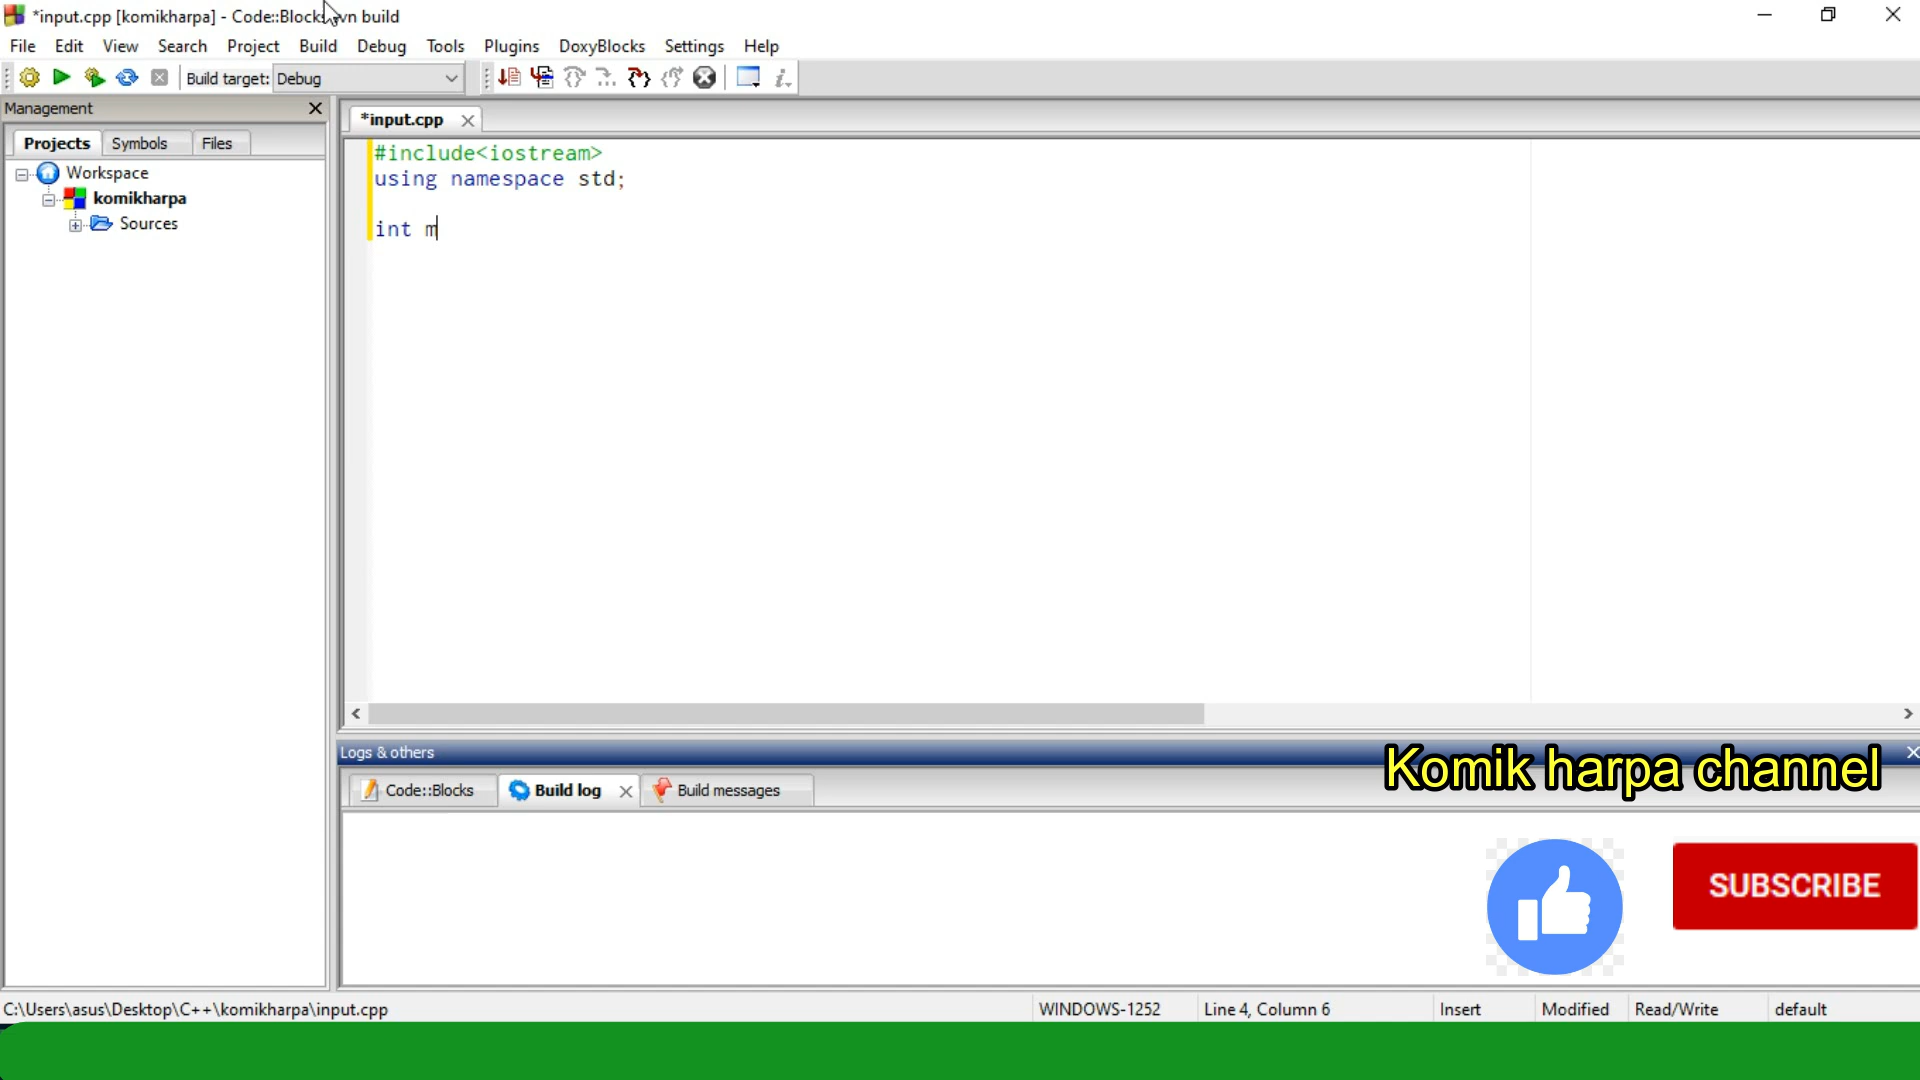 *input.cpp [komikharpa] - Code::Blocks svn build
File Edit View Search Project Build Debug Tools Plugins DoxyBlocks Settings Help
Build target: Debug
Management
*input.cpp
Projects Symbols Files
#include<iostream>
Workspace
using namespace std;
komikharpa
Sources
int m
Logs & others
Komik harpa channel
Code::Blocks Build log Build messages
SUBSCRIBE
C:\Users\asus\Desktop\C++\komikharpa\input.cpp WINDOWS-1252 Line 4, Column 6 Insert Modified Read/Write default